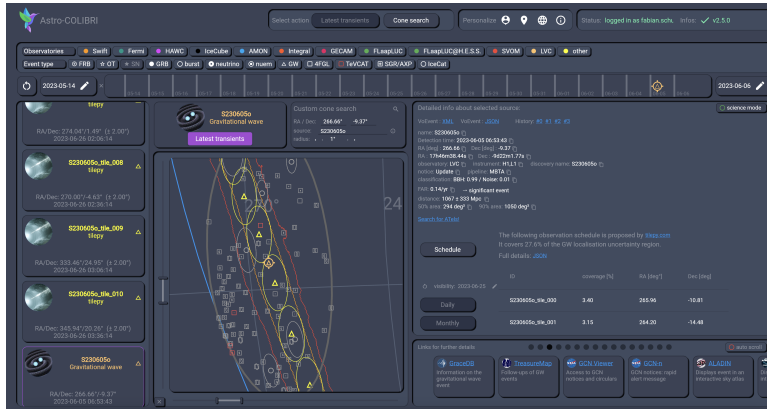 Astro-COLIBRI
Select action
Latest transients
Cone search
Personalize
Status: logged in as fabian.sch
Infos: ✓ v2.5.0
Observatories
Swift
Fermi
HAWC
IceCube
AMON
Integral
GECAM
FLaapLUC
FLaapLUC@H.E.S.S.
SVOM
LVC
other
Event type
FRB
OT
SN
GRB
burst
neutrino
nuem
GW
4FGL
TeVCAT
SGR/AXP
IceCat
2023-05-14
2023-06-06
RA/Dec: 274.04°/1.49° (± 2.00°)
2023-06-26 02:06:14
S230605o_tile_008
tilepy
RA/Dec: 270.00°/-4.63° (± 2.00°)
2023-06-26 02:36:14
S230605o_tile_009
tilepy
RA/Dec: 333.46°/24.95° (± 2.00°)
2023-06-26 03:06:14
S230605o_tile_010
tilepy
RA/Dec: 345.94°/20.26° (± 2.00°)
2023-06-26 03:36:14
S230605o
Gravitational wave
RA/Dec: 266.66°/-9.37°
2023-06-05 06:53:43
S230605o
Gravitational wave
Latest transients
Custom cone search
RA / Dec 266.66° -9.37°
source S230605o
radius 1°
270°
24
Detailed info about selected source:
science mode
VoEvent: XML VoEvent: JSON History: #2 #3 #2 #3
name: S230605o
Detection time: 2023-06-05 06:53:43
RA [deg] 266.66 Dec [deg]: -9.37
RA 17h46m38.44s Dec.: -9d22m1.77s
observatory: LVC instrument: H1,L1 discovery name: S230605o
notice: Update pipeline: MBTA
classification: BBH: 0.99 / Noise: 0.01
FAR: 0.14/yr → significant event
distance: 1067 ± 333 Mpc
50% area: 294 deg² 90% area: 1050 deg²
Search for ATels!
The following observation schedule is proposed by tilepy.com
It covers 27.6% of the GW localisation uncertainty region.
Full details: JSON
Schedule
visibility: 2023-06-25
Daily
Monthly
ID coverage [%] RA [deg] Dec [deg]
S230605o_tile_000 3.40 265.96 -10.81
S230605o_tile_001 3.15 264.20 -14.48
Links for further details
auto scroll
GraceDB
Information on the gravitational wave event
TreasureMap
Follow-ups of GW events
GCN Viewer
Access to GCN notices and circulars
GCN-n
GCN notices: rapid alert message
ALADIN
Displays event in an interactive sky atlas